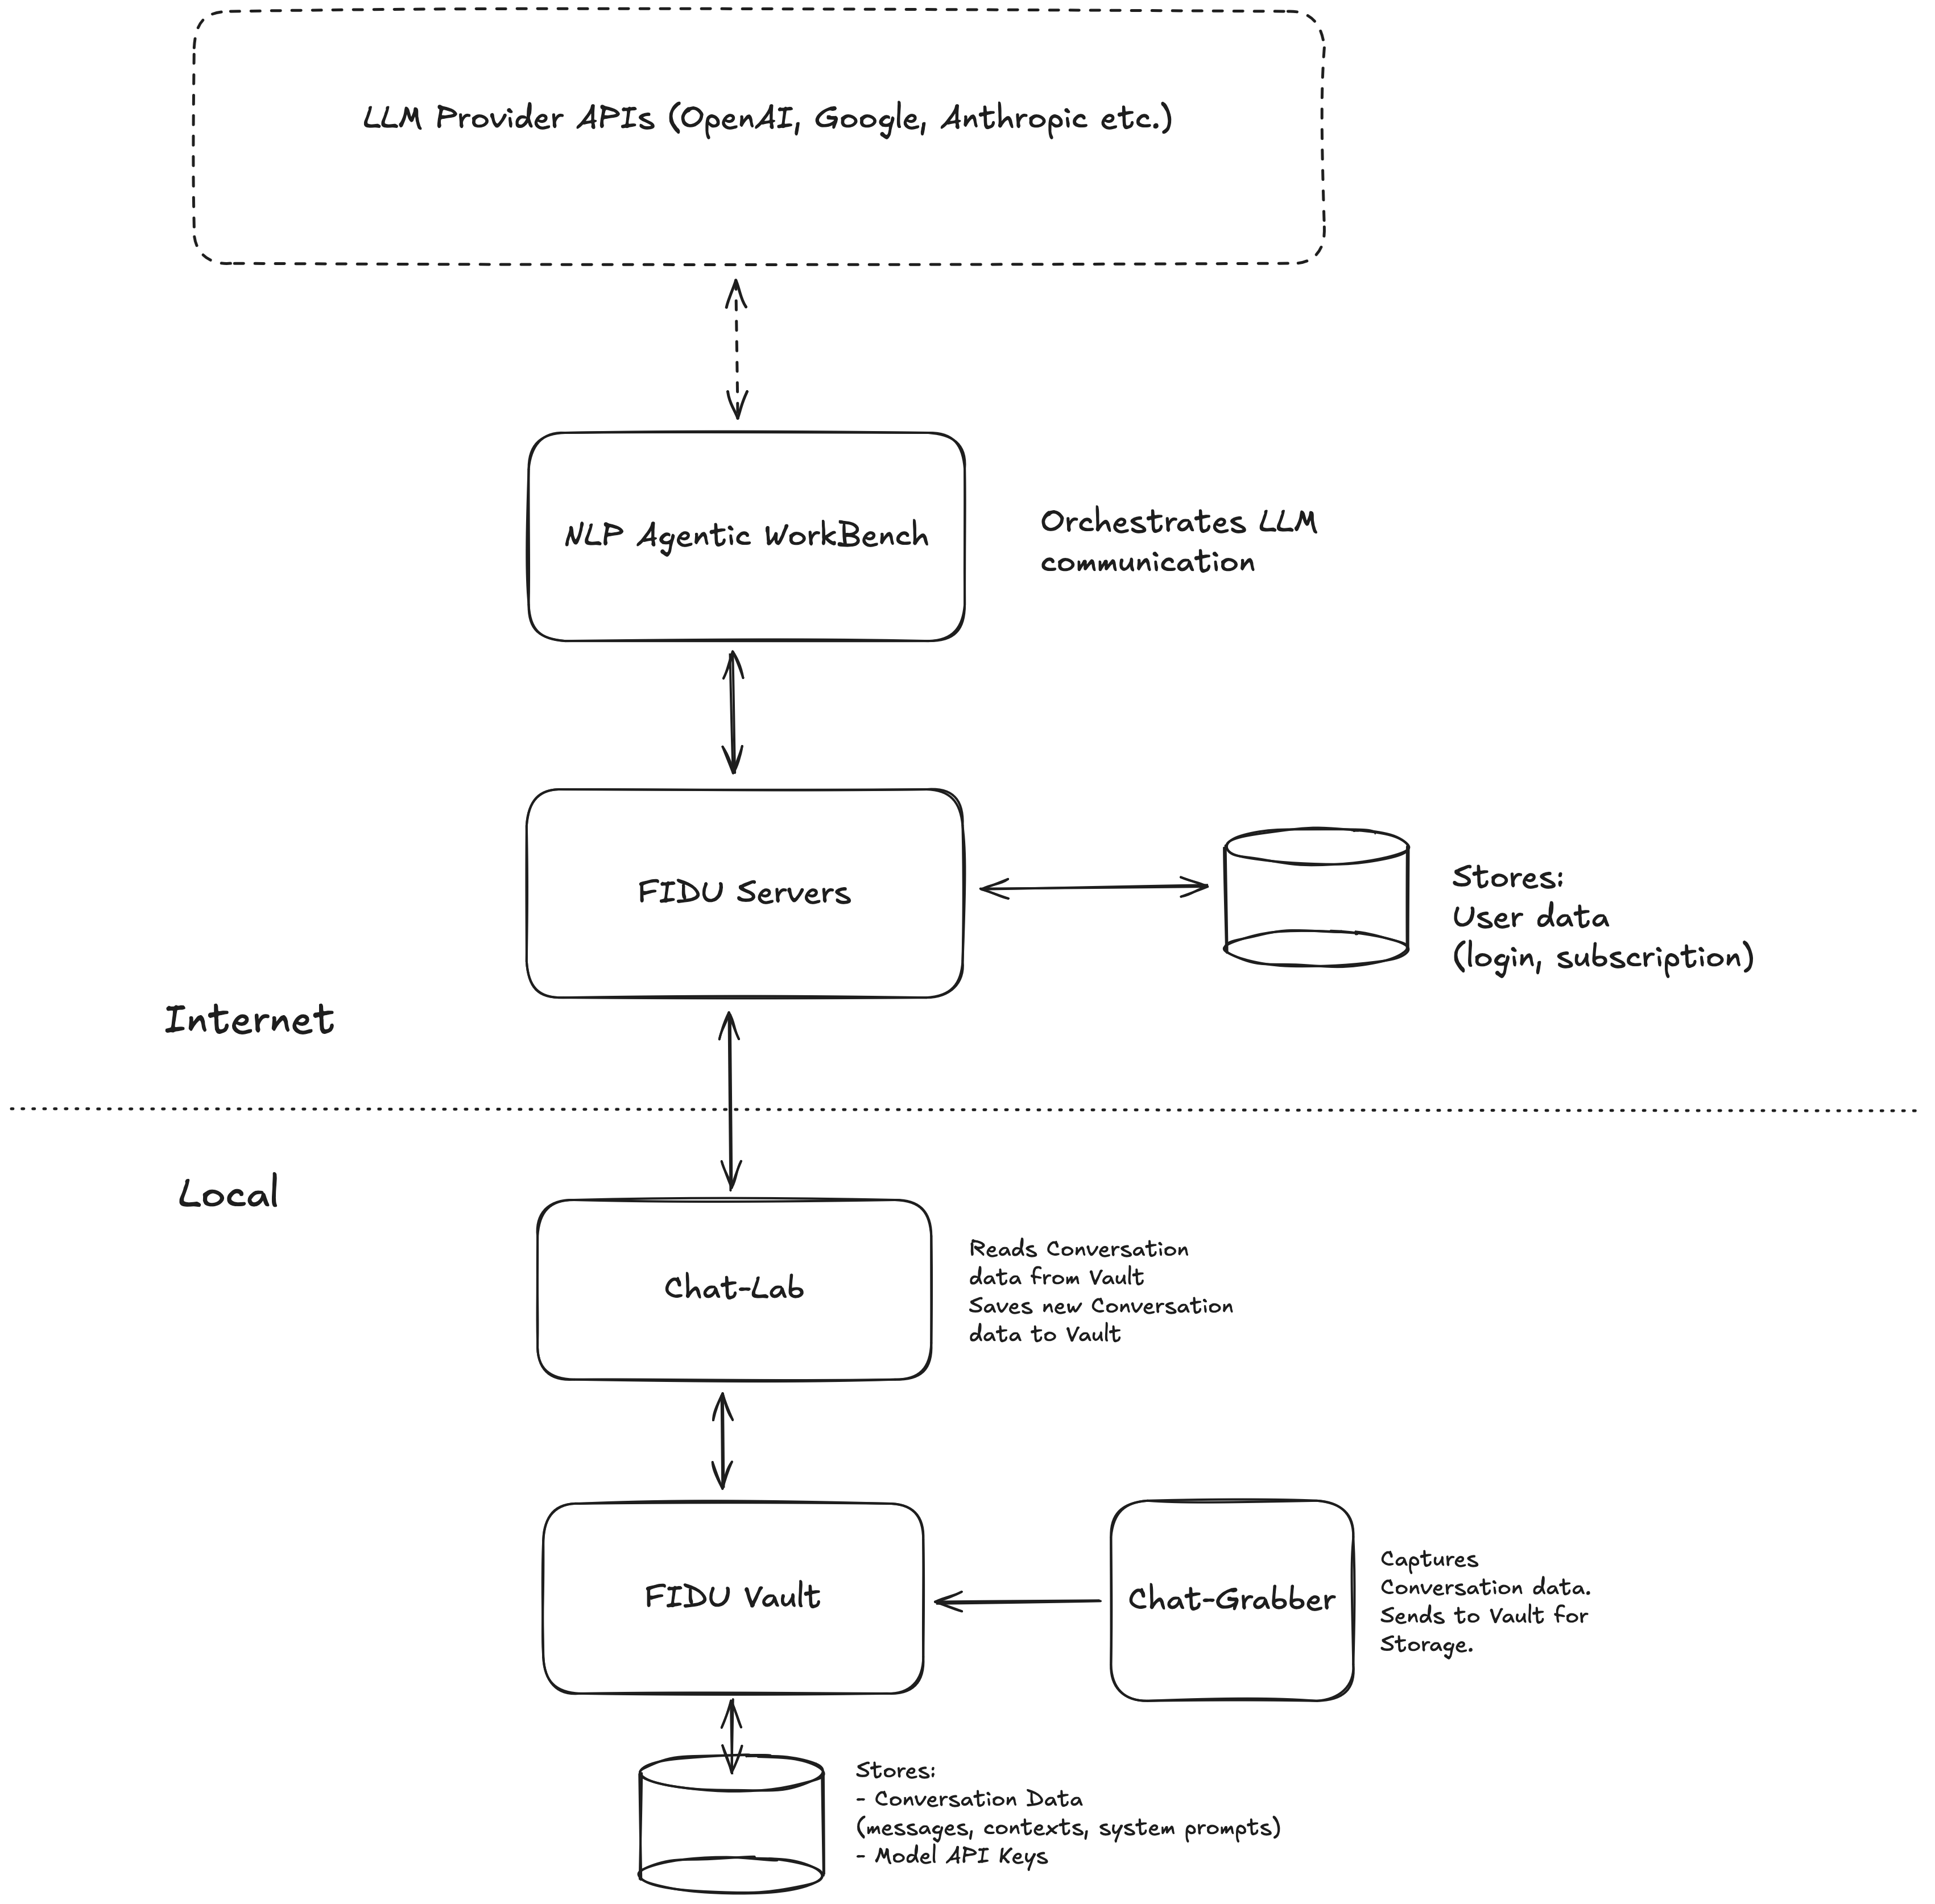 LLM Provider APIs (OpenAI, Google, Anthropic etc.)
NLP Agentic WorkBench
Orchestrates LLM
communication
FIDU Servers
Stores:
User data
(login, subscription)
Internet
Local
Chat-Lab
Reads Conversation
data from Vault
Saves new Conversation
data to Vault
FIDU Vault
Chat-Grabber
Captures
Conversation data.
Sends to Vault for
Storage.
Stores:
- Conversation Data
(messages, contexts, system prompts)
- Model API Keys